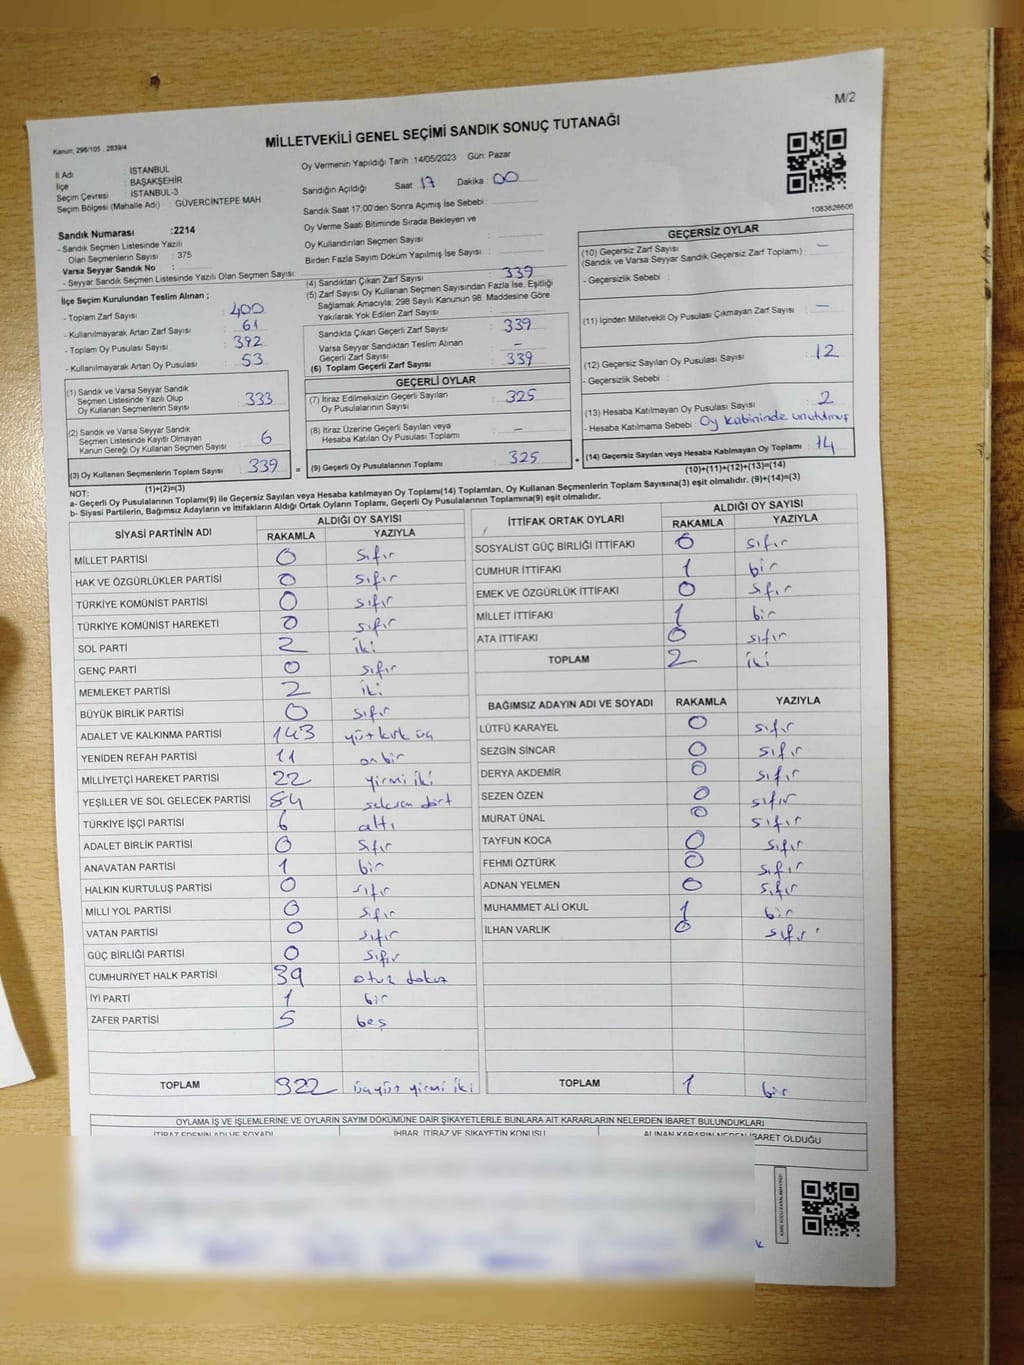 M/2
Kanun, 298/105 . 2839/4
MİLLETVEKİLİ GENEL SEÇİMİ SANDIK SONUÇ TUTANAĞI
İl Adı : İSTANBUL
İlçe : BAŞAKŞEHİR
Seçim Çevresi : İSTANBUL-3
Seçim Bölgesi (Mahalle Adı) : GÜVERCİNTEPE MAH.
Sandık Numarası :2214
- Sandık Seçmen Listesinde Yazılı
Olan Seçmenlerin Sayısı : 375
Varsa Seyyar Sandık No :
- Seyyar Sandık Seçmen Listesinde Yazılı Olan Seçmen Sayısı:
Oy Vermenin Yapıldığı Tarih :14/05/2023 Gün: Pazar
Sandığın Açıldığı Saat: 17 Dakika : 00
Sandık Saat 17:00'den Sonra Açımış İse Sebebi :
Oy Verme Saati Bitiminde Sırada Bekleyen ve
Oy Kullandırılan Seçmen Sayısı :
Birden Fazla Sayım Döküm Yapılmış İse Sayısı :
1083626606
İlçe Seçim Kurulundan Teslim Alınan ;
- Toplam Zarf Sayısı : 400
- Kullanılmayarak Artan Zarf Sayısı : 61
- Toplam Oy Pusulası Sayısı : 392
- Kullanılmayarak Artan Oy Pusulası : 53
(1) Sandık ve Varsa Seyyar Sandık
Seçmen Listesinde Yazılı Olup
Oy Kullanan Seçmenlerin Sayısı : 333
(2) Sandık ve Varsa Seyyar Sandık
Seçmen Listesinde Kayıtlı Olmayan
Kanun Gereği Oy Kullanan Seçmen Sayısı : 6
(3) Oy Kullanan Seçmenlerin Toplam Sayısı : 339 =
(1)+(2)=(3)
(4) Sandıktan Çıkan Zarf Sayısı : 339
(5) Zarf Sayısı Oy Kullanan Seçmen Sayısından Fazla İse, Eşitliği
Sağlamak Amacıyla; 298 Sayılı Kanunun 98. Maddesine Göre
Yakılarak Yok Edilen Zarf Sayısı :
Sandıkta Çıkan Geçerli Zarf Sayısı : 339
Varsa Seyyar Sandıktan Teslim Alınan
Geçerli Zarf Sayısı : -
(6) Toplam Geçerli Zarf Sayısı : 339
GEÇERLİ OYLAR
(7) İtiraz Edilmeksizin Geçerli Sayılan
Oy Pusulalarının Sayısı : 325
(8) İtiraz Üzerine Geçerli Sayılan veya
Hesaba Katılan Oy Pusulası Toplamı : -
(9) Geçerli Oy Pusulalarının Toplamı : 325 +
GEÇERSİZ OYLAR
(10) Geçersiz Zarf Sayısı
(Sandık ve Varsa Seyyar Sandık Geçersiz Zarf Toplamı) : -
- Geçersizlik Sebebi :
(11) İçinden Milletvekili Oy Pusulası Çıkmayan Zarf Sayısı : -
(12) Geçersiz Sayılan Oy Pusulası Sayısı : 12
- Geçersizlik Sebebi :
(13) Hesaba Katılmayan Oy Pusulası Sayısı : 2
- Hesaba Katılmama Sebebi : Oy kabininde unutulmuş
(14) Geçersiz Sayılan veya Hesaba Katılmayan Oy Toplamı : 14
(10)+(11)+(12)+(13)=(14)
NOT:
a- Geçerli Oy Pusulalarının Toplamı(9) ile Geçersiz Sayılan veya Hesaba katılmayan Oy Toplamı(14) Toplamları, Oy Kullanan Seçmenlerin Toplam Sayısına(3) eşit olmalıdır. (9)+(14)=(3)
b- Siyasi Partilerin, Bağımsız Adayların ve İttifakların Aldığı Ortak Oyların Toplamı, Geçerli Oy Pusulalarının Toplamına(9) eşit olmalıdır.
SİYASİ PARTİNİN ADI ALDIĞI OY SAYISI
RAKAMLA YAZIYLA
MİLLET PARTİSİ 0 sıfır
HAK VE ÖZGÜRLÜKLER PARTİSİ 0 sıfır
TÜRKİYE KOMÜNİST PARTİSİ 0 sıfır
TÜRKİYE KOMÜNİST HAREKETİ 0 sıfır
SOL PARTİ 2 iki
GENÇ PARTİ 0 sıfır
MEMLEKET PARTİSİ 2 iki
BÜYÜK BİRLİK PARTİSİ 0 sıfır
ADALET VE KALKINMA PARTİSİ 143 yüz kırk üç
YENİDEN REFAH PARTİSİ 11 on bir
MİLLİYETÇİ HAREKET PARTİSİ 22 yirmi iki
YEŞİLLER VE SOL GELECEK PARTİSİ 84 seksen dört
TÜRKİYE İŞÇİ PARTİSİ 6 altı
ADALET BİRLİK PARTİSİ 0 sıfır
ANAVATAN PARTİSİ 1 bir
HALKIN KURTULUŞ PARTİSİ 0 sıfır
MİLLİ YOL PARTİSİ 0 sıfır
VATAN PARTİSİ 0 sıfır
GÜÇ BİRLİĞİ PARTİSİ 0 sıfır
CUMHURİYET HALK PARTİSİ 39 otuz dokuz
İYİ PARTİ 1 bir
ZAFER PARTİSİ 5 beş
TOPLAM 322 üçyüz yirmi iki
İTTİFAK ORTAK OYLARI ALDIĞI OY SAYISI
RAKAMLA YAZIYLA
SOSYALİST GÜÇ BİRLİĞİ İTTİFAKI 0 sıfır
CUMHUR İTTİFAKI 1 bir
EMEK VE ÖZGÜRLÜK İTTİFAKI 0 sıfır
MİLLET İTTİFAKI 1 bir
ATA İTTİFAKI 0 sıfır
TOPLAM 2 iki
BAĞIMSIZ ADAYIN ADI VE SOYADI RAKAMLA YAZIYLA
LÜTFÜ KARAYEL 0 sıfır
SEZGİN SİNCAR 0 sıfır
DERYA AKDEMİR 0 sıfır
SEZEN ÖZEN 0 sıfır
MURAT ÜNAL 0 sıfır
TAYFUN KOCA 0 sıfır
FEHMİ ÖZTÜRK 0 sıfır
ADNAN YELMEN 0 sıfır
MUHAMMET ALİ OKUL 1 bir
İLHAN VARLIK 0 sıfır
TOPLAM 1 bir
OYLAMA İŞ VE İŞLEMLERİNE VE OYLARIN SAYIM DÖKÜMÜNE DAİR ŞİKAYETLERLE BUNLARA AİT KARARLARIN NELERDEN İBARET BULUNDUKLARI
İTİRAZ EDENİN ADI VE SOYADI İHBAR, İTİRAZ VE ŞİKAYETİN KONUSU ALINAN KARARIN NEDEN İBARET OLDUĞU